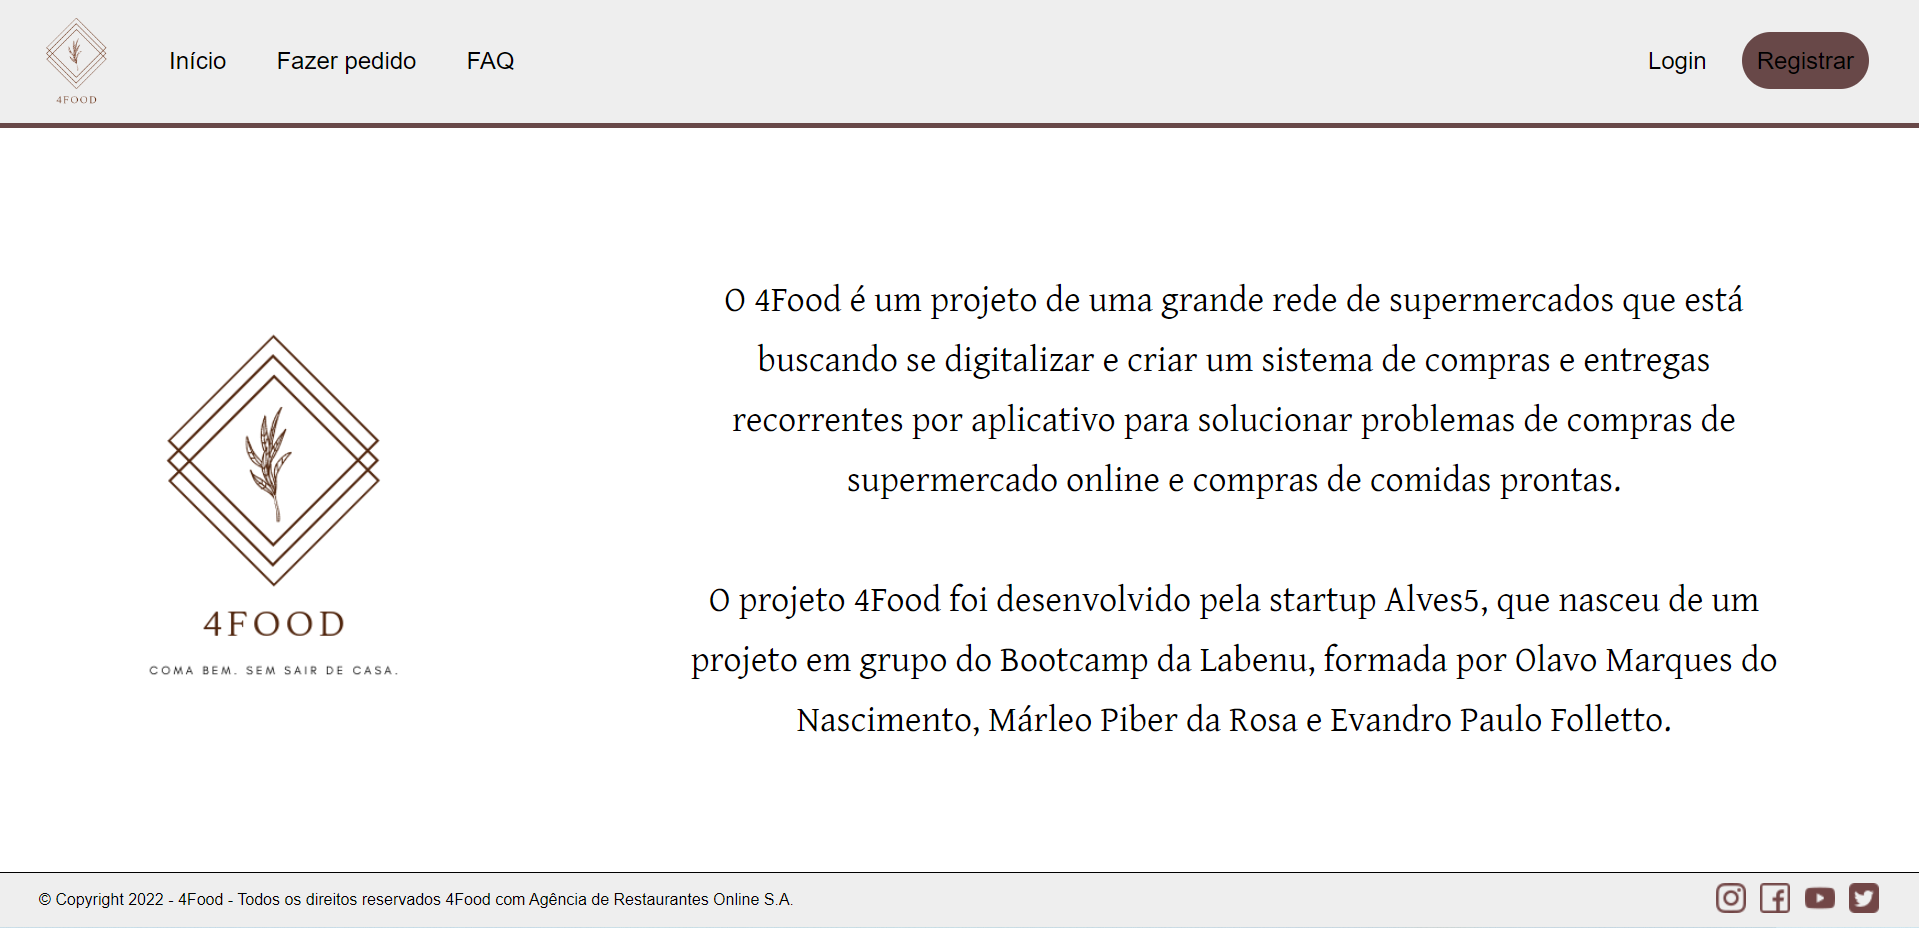 4FOOD
Início
Fazer pedido
FAQ
Login
Registrar
O 4Food é um projeto de uma grande rede de supermercados que está
buscando se digitalizar e criar um sistema de compras e entregas
recorrentes por aplicativo para solucionar problemas de compras de
supermercado online e compras de comidas prontas.
O projeto 4Food foi desenvolvido pela startup Alves5, que nasceu de um
projeto em grupo do Bootcamp da Labenu, formada por Olavo Marques do
Nascimento, Márleo Piber da Rosa e Evandro Paulo Folletto.
4FOOD
COMA BEM. SEM SAIR DE CASA.
© Copyright 2022 - 4Food - Todos os direitos reservados 4Food com Agência de Restaurantes Online S.A.